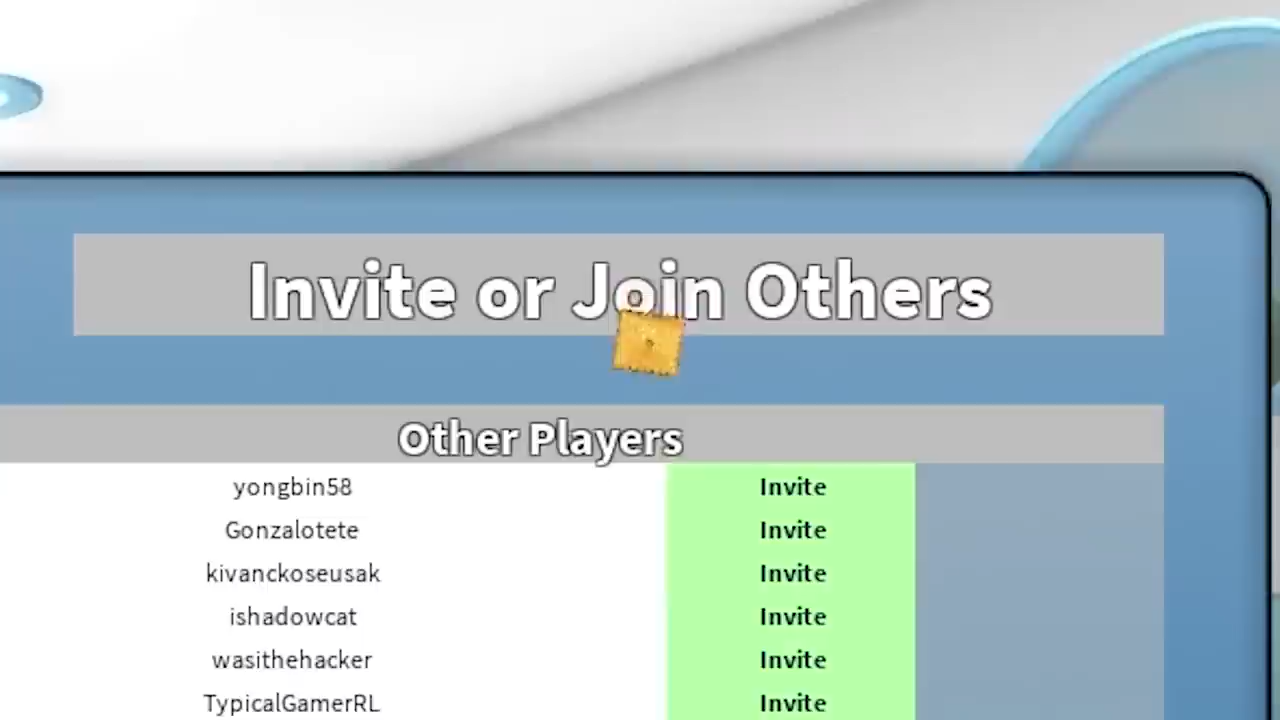 Invite or Join Others
Other Players
yongbin58 Invite
Gonzalotete Invite
kivanckoseusak Invite
ishadowcat Invite
wasithehacker Invite
TypicalGamerRL Invite